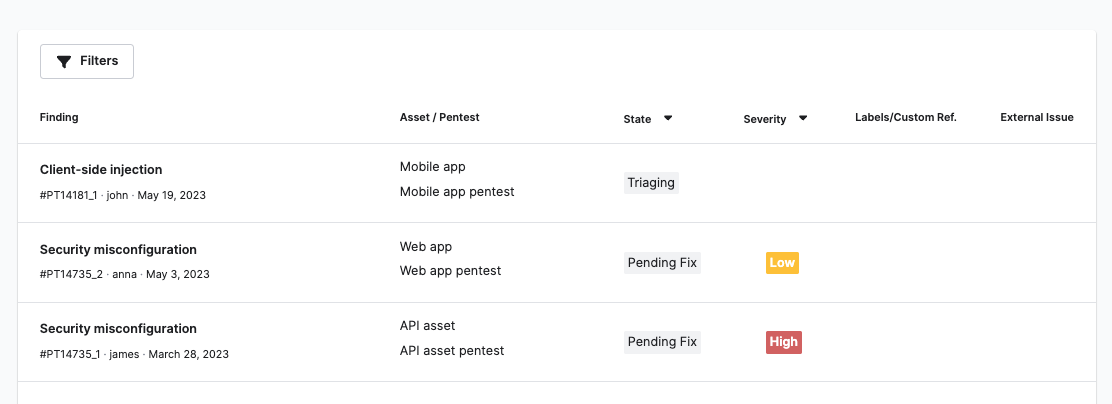 Filters
Finding Asset / Pentest State Severity Labels/Custom Ref. External Issue
Client-side injection
#PT14181_1 · john · May 19, 2023
Mobile app
Mobile app pentest
Triaging
Security misconfiguration
#PT14735_2 · anna · May 3, 2023
Web app
Web app pentest
Pending Fix
Low
Security misconfiguration
#PT14735_1 · james · March 28, 2023
API asset
API asset pentest
Pending Fix
High